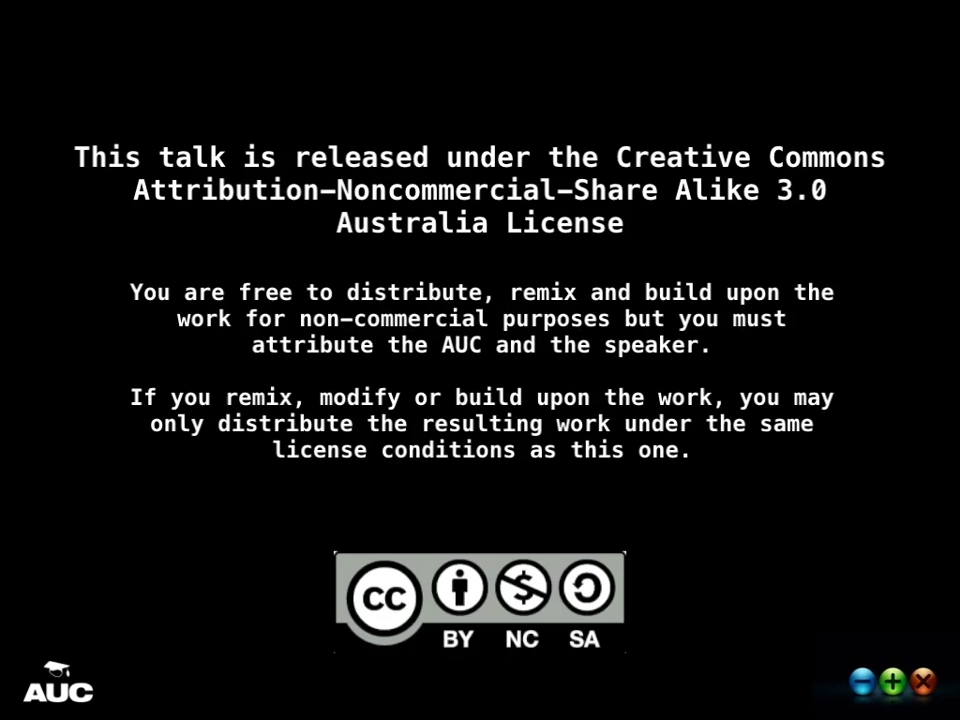 This talk is released under the Creative Commons
Attribution-Noncommercial-Share Alike 3.0
Australia License
You are free to distribute, remix and build upon the
work for non-commercial purposes but you must
attribute the AUC and the speaker.
If you remix, modify or build upon the work, you may
only distribute the resulting work under the same
license conditions as this one.
cc
BY NC SA
AUC